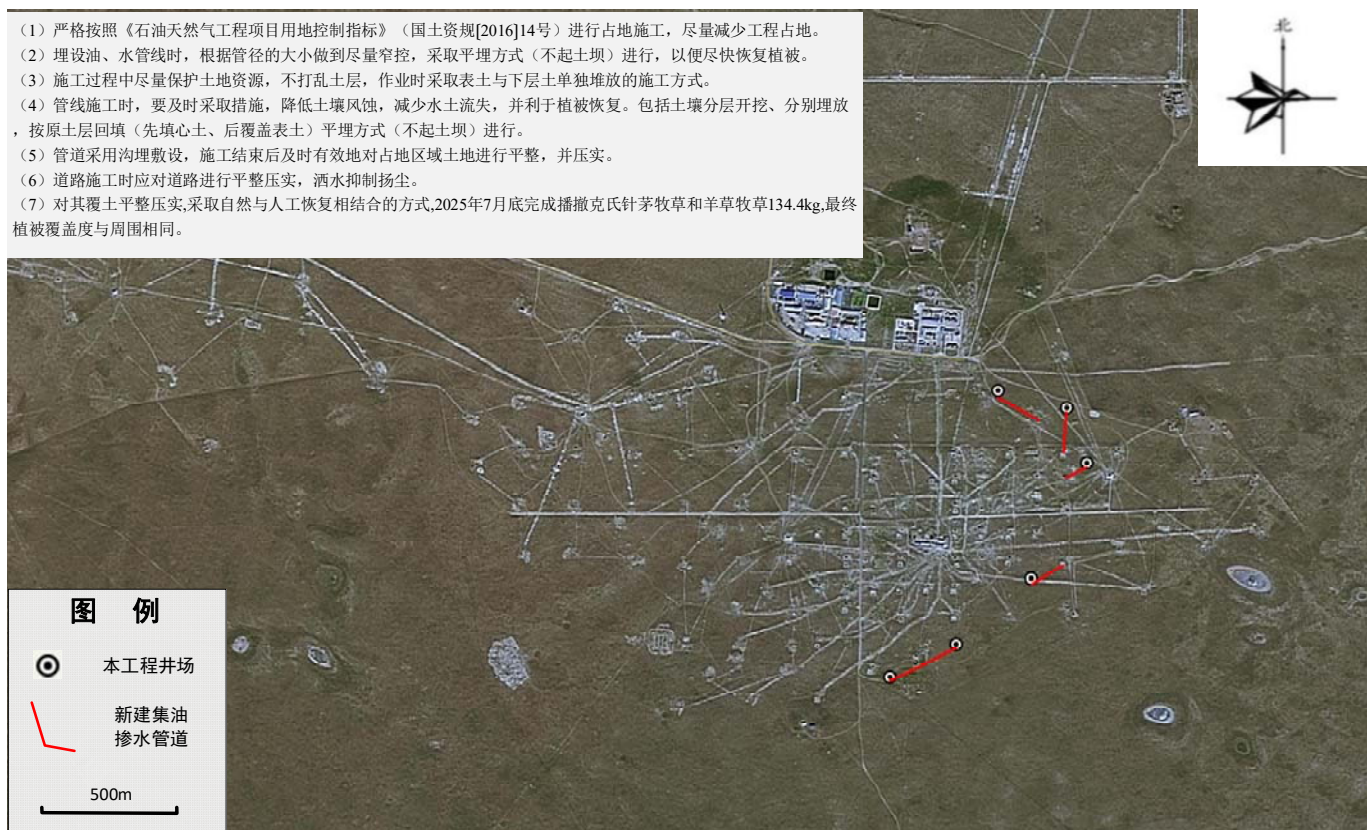 （1）严格按照《石油天然气工程项目用地控制指标》（国土资规[2016]14号）进行占地施工，尽量减少工程占地。
（2）埋设油、水管线时，根据管径的大小做到尽量窄控，采取平埋方式（不起土坝）进行，以便尽快恢复植被。
（3）施工过程中尽量保护土地资源，不打乱土层，作业时采取表土与下层土单独堆放的施工方式。
（4）管线施工时，要及时采取措施，降低土壤风蚀，减少水土流失，并利于植被恢复。包括土壤分层开挖、分别埋放
，按原土层回填（先填心土、后覆盖表土）平埋方式（不起土坝）进行。
（5）管道采用沟埋敷设，施工结束后及时有效地对占地区域土地进行平整，并压实。
（6）道路施工时应对道路进行平整压实，洒水抑制扬尘。
（7）对其覆土平整压实,采取自然与人工恢复相结合的方式,2025年7月底完成播撤克氏针茅牧草和羊草牧草134.4kg,最终
植被覆盖度与周围相同。
北
图 例
本工程井场
新建集油
掺水管道
500m